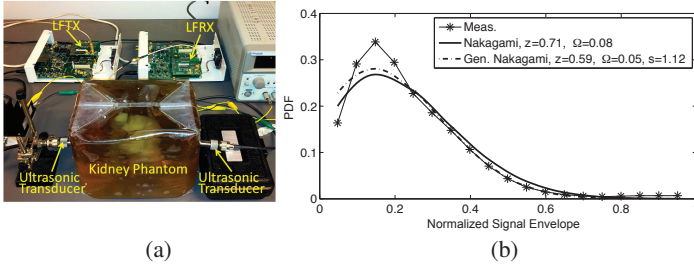 LFTX
LFRX
Kidney Phantom
Ultrasonic
Transducer
Ultrasonic
Transducer
(a)
PDF
0.4
0.3
0.2
0.1
0
0
0.2
0.4
0.6
0.8
Normalized Signal Envelope
Meas.
Nakagami, z=0.71, Ω=0.08
Gen. Nakagami, z=0.59, Ω=0.05, s=1.12
(b)